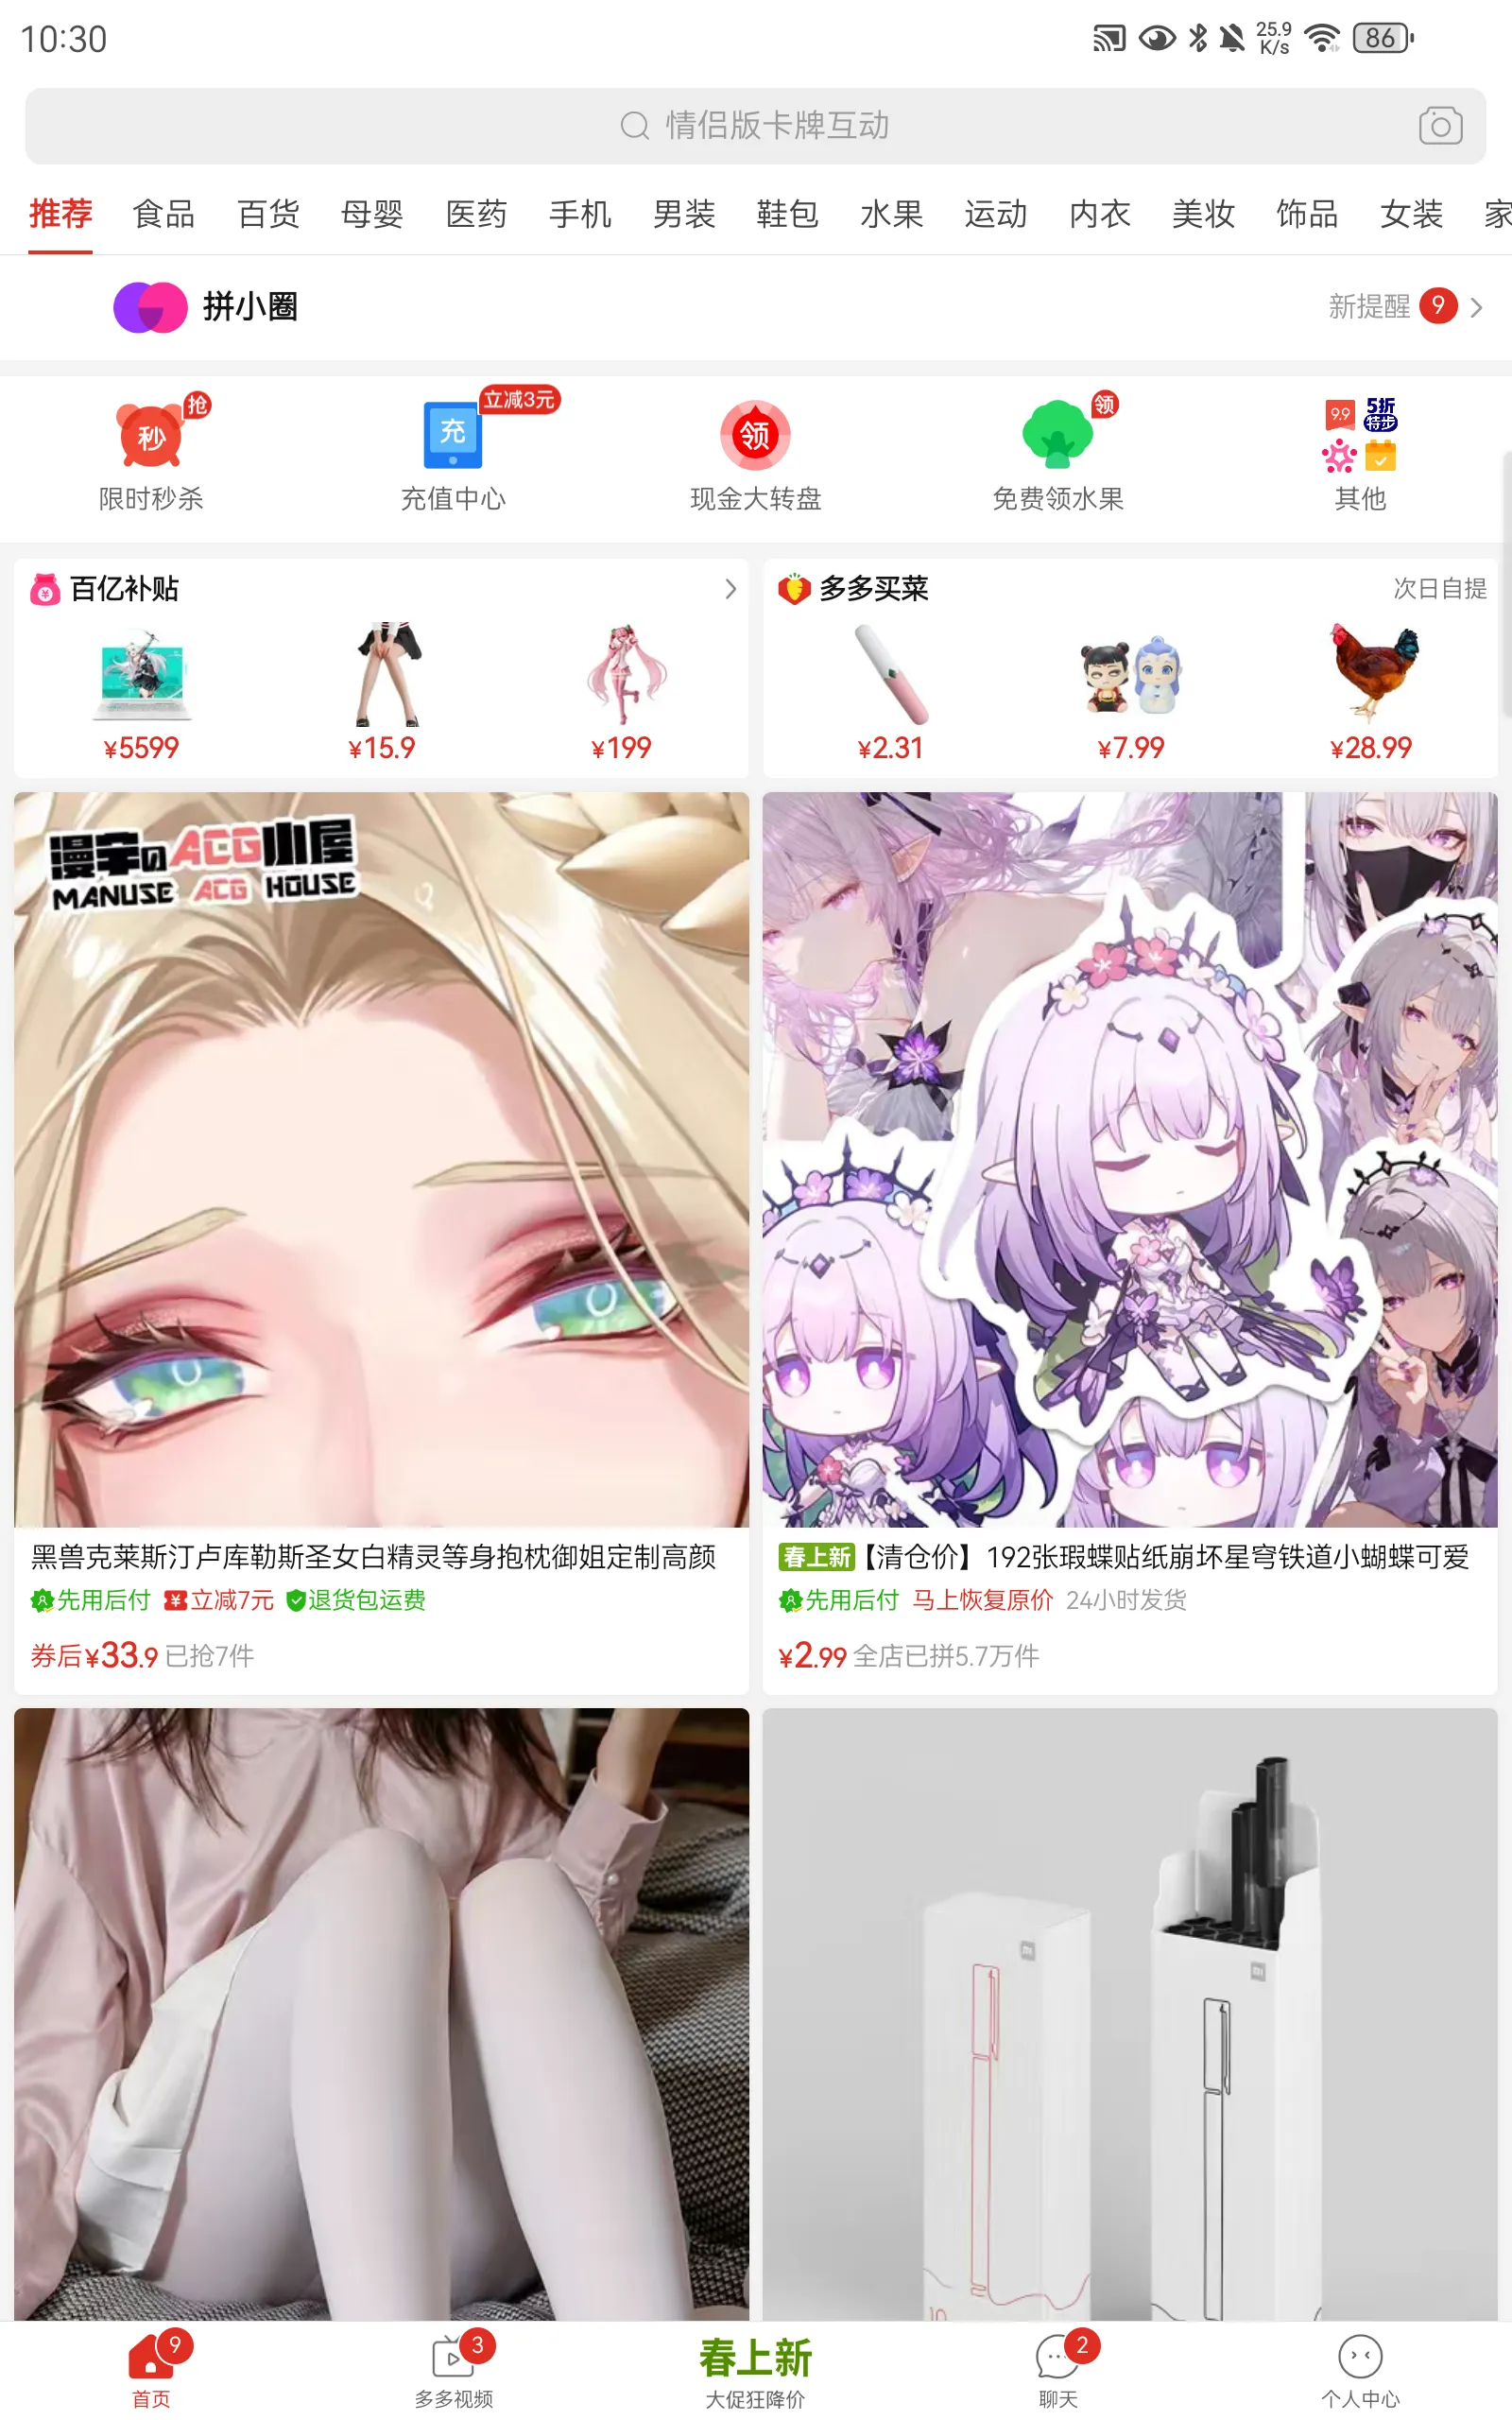 10:30
25.9
K/s
86
情侣版卡牌互动
推荐 食品 百货 母婴 医药 手机 男装 鞋包 水果 运动 内衣 美妆 饰品 女装 家
拼小圈
新提醒 9
秒 抢
限时秒杀
充 立减3元
充值中心
领
现金大转盘
领
免费领水果
9.9 5折
特步
其他
百亿补贴
¥5599 ¥15.9 ¥199
多多买菜 次日自提
¥2.31 ¥7.99 ¥28.99
漫宇のACG小屋
MANUSE ACG HOUSE
黑兽克莱斯汀卢库勒斯圣女白精灵等身抱枕御姐定制高颜
先用后付 立减7元 退货包运费
券后¥33.9 已抢7件
春上新【清仓价】192张瑕蝶贴纸崩坏星穹铁道小蝴蝶可爱
先用后付 马上恢复原价 24小时发货
¥2.99 全店已拼5.7万件
9
首页
3
多多视频
春上新
大促狂降价
2
聊天
个人中心